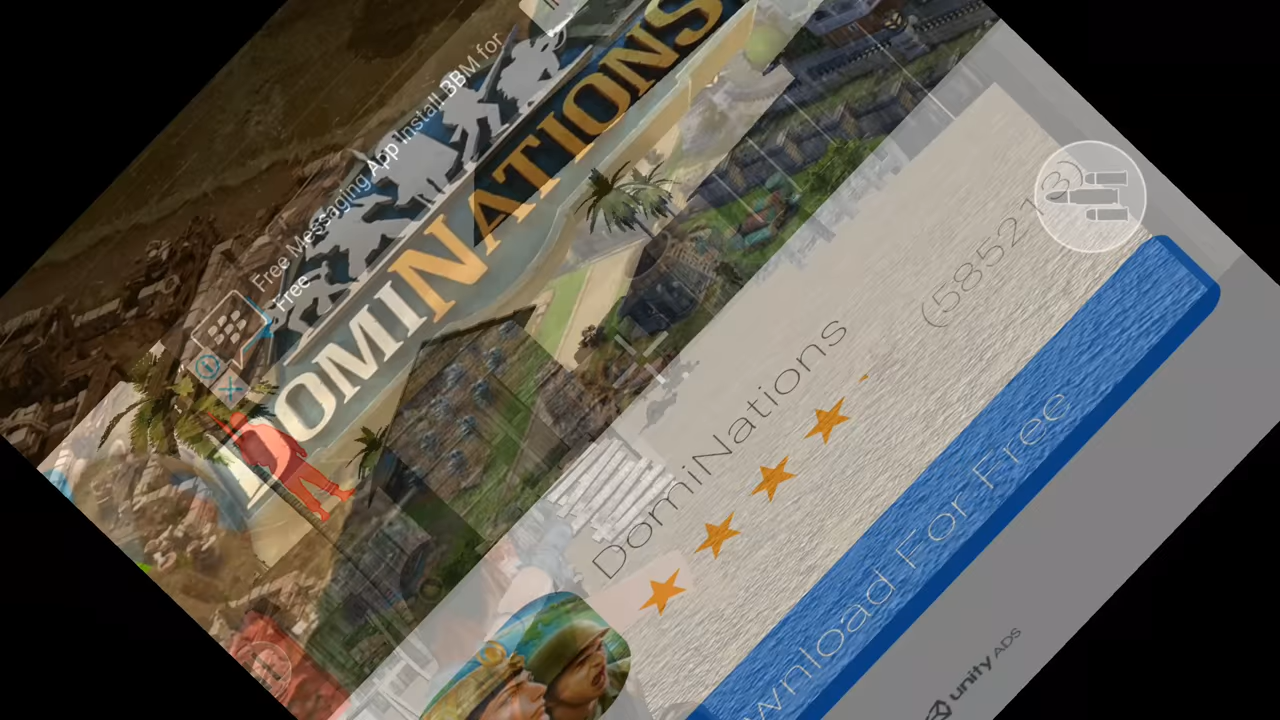 Free Messaging App Install BBM for
Free
DOMINATIONS
DomiNations
(585213)
wnload For Free
unity ADS